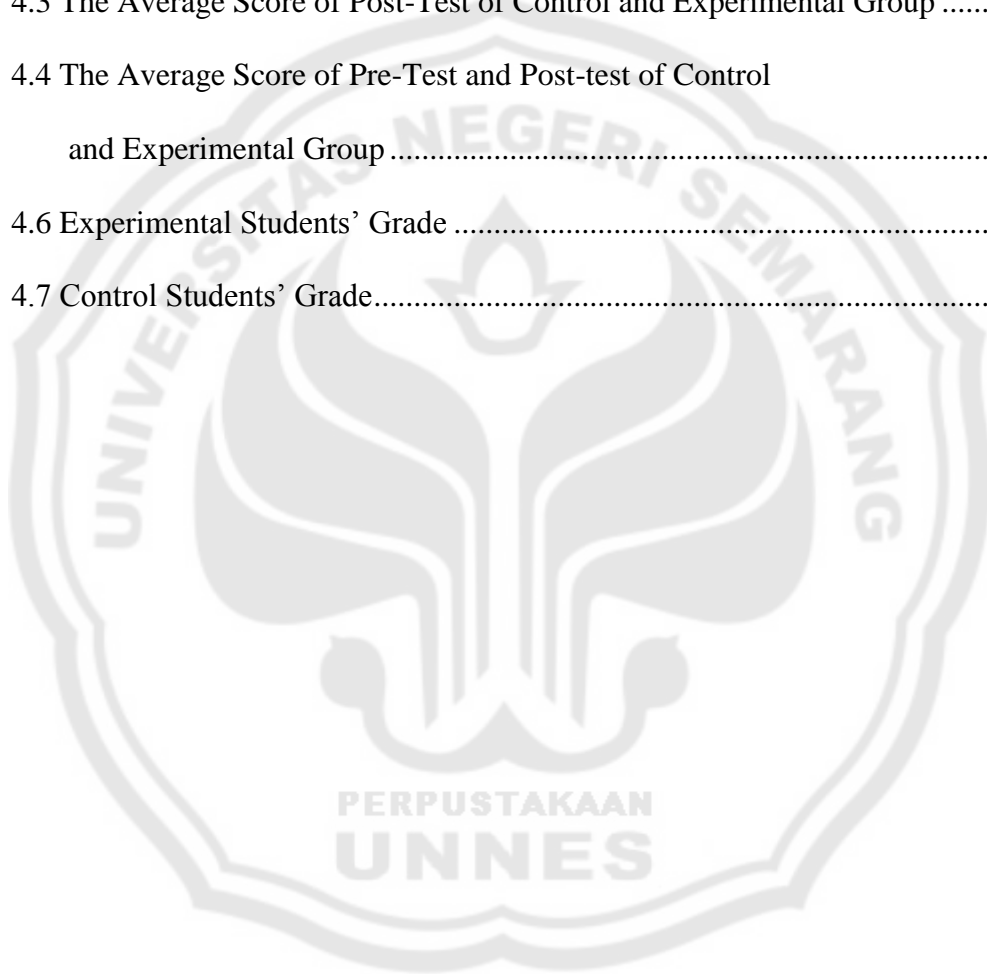 4.3 The Average Score of Post-Test of Control and Experimental Group ......
4.4 The Average Score of Pre-Test and Post-test of Control
and Experimental Group ..........................................................................
4.6 Experimental Students’ Grade ..................................................................
4.7 Control Students’ Grade............................................................................
UNIVERSITAS NEGERI SEMARANG
PERPUSTAKAAN
UNNES